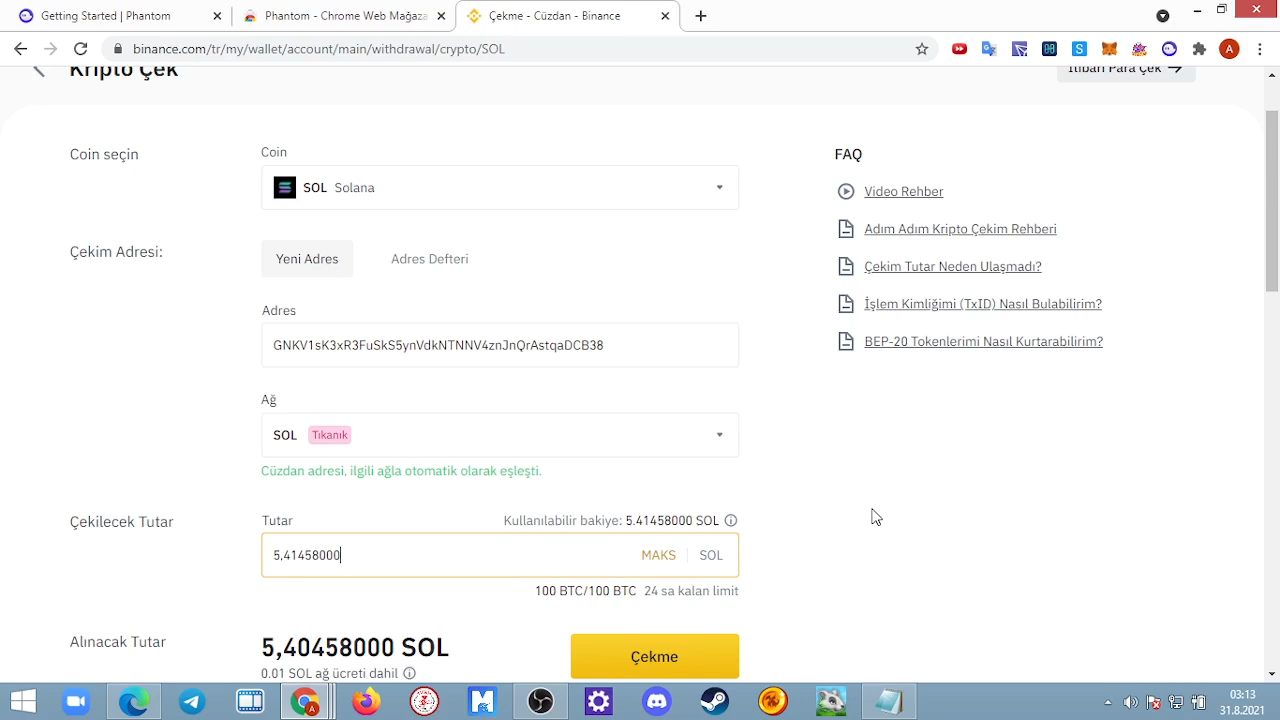 Getting Started | Phantom
Phantom - Chrome Web Mağaza
Çekme - Cüzdan - Binance
binance.com/tr/my/wallet/account/main/withdrawal/crypto/SOL
Kripto Çek
İtibari Para Çek
Coin seçin
Coin
SOL Solana
Çekim Adresi:
Yeni Adres
Adres Defteri
Adres
GNKV1sK3xR3FuSkS5ynVdkNTNNV4znJnQrAstqaDCB38
Ağ
SOL Tıkanık
Cüzdan adresi, ilgili ağla otomatik olarak eşleşti.
Çekilecek Tutar
Tutar
Kullanılabilir bakiye: 5.41458000 SOL
5,41458000
MAKS
SOL
100 BTC/100 BTC 24 sa kalan limit
Alınacak Tutar
5,40458000 SOL
0.01 SOL ağ ücreti dahil
Çekme
FAQ
Video Rehber
Adım Adım Kripto Çekim Rehberi
Çekim Tutar Neden Ulaşmadı?
İşlem Kimliğimi (TxID) Nasıl Bulabilirim?
BEP-20 Tokenlerimi Nasıl Kurtarabilirim?
03:13
31.8.2021